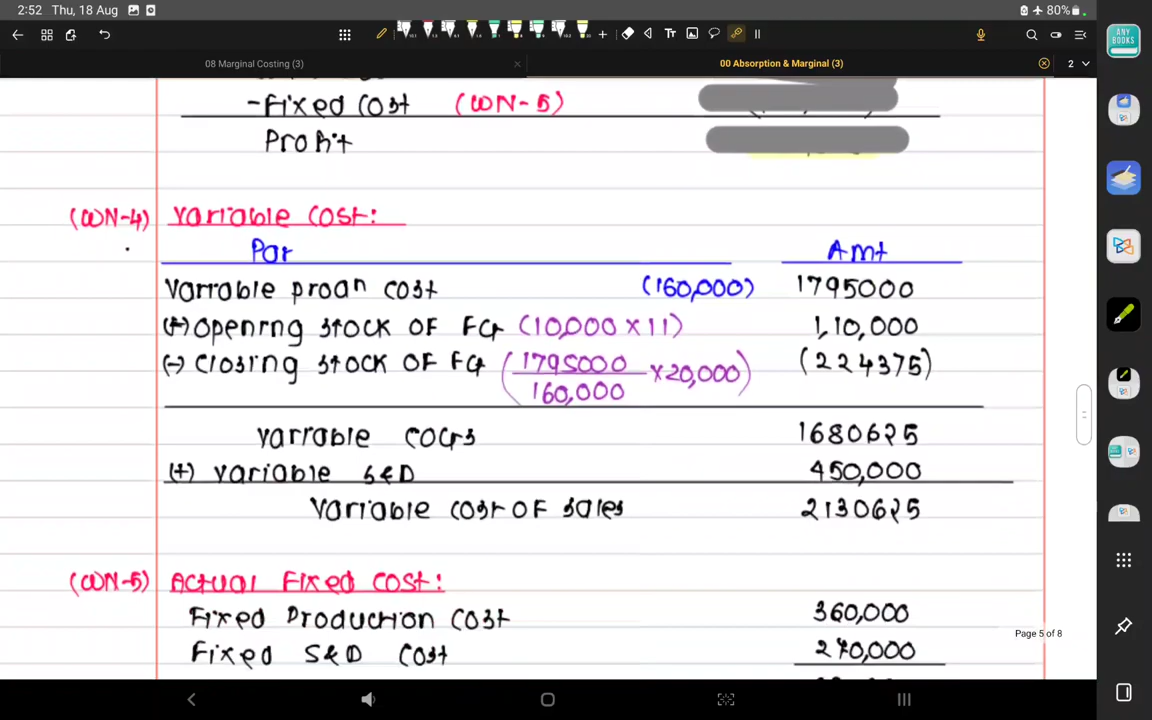 2:52 Thu, 18 Aug
80%
08 Marginal Costing (3)
00 Absorption & Marginal (3)
2
ANY BOOKS
-Fixed Cost (WN-5)
Profit
(WN-4) Variable Cost:
Par Amt
Variable prodn cost (160,000) 1795000
(+) Opening stock OF FG (10,000 × 11) 1,10,000
(-) Closing stock OF FG (1795000/160,000 × 20,000) (224375)
Variable COGS 1680625
(+) Variable S&D 450,000
Variable Cost OF Sales 2130625
(WN-5) Actual Fixed Cost:
Fixed Production Cost 360,000
Page 5 of 8
Fixed S&D Cost 270,000